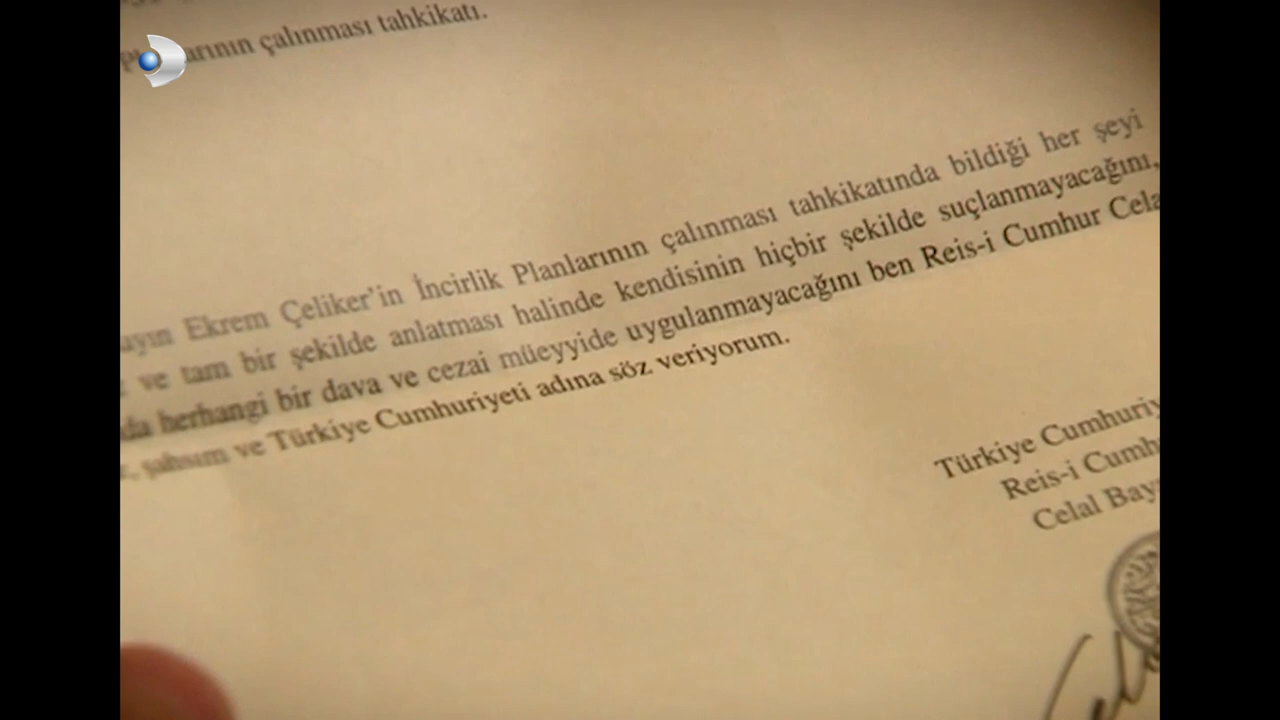 çalınması tahkikatı.
Ekrem Çeliker'in İncirlik Planlarının çalınması tahkikatında bildiği her şeyi
ve tam bir şekilde anlatması halinde kendisinin hiçbir şekilde suçlanmayacağını,
herhangi bir dava ve cezai müeyyide uygulanmayacağını ben Reis-i Cumhur
şahsım ve Türkiye Cumhuriyeti adına söz veriyorum.
Türkiye
Reis-i
Celal